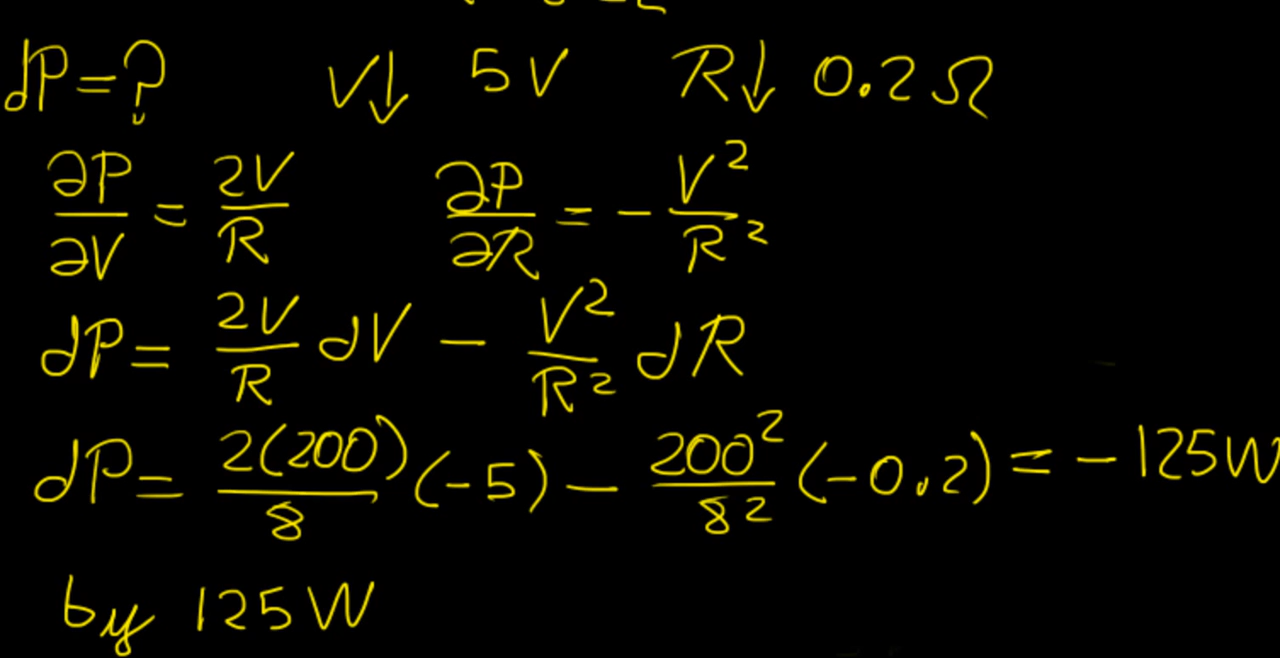 dP=? V↓ 5V R↓ 0.2Ω
∂P/∂V = 2V/R ∂P/∂R = -V²/R²
dP= 2V/R dV - V²/R² dR
dP= 2(200)/8 (-5) - 200²/8² (-0.2) = -125W
by 125W